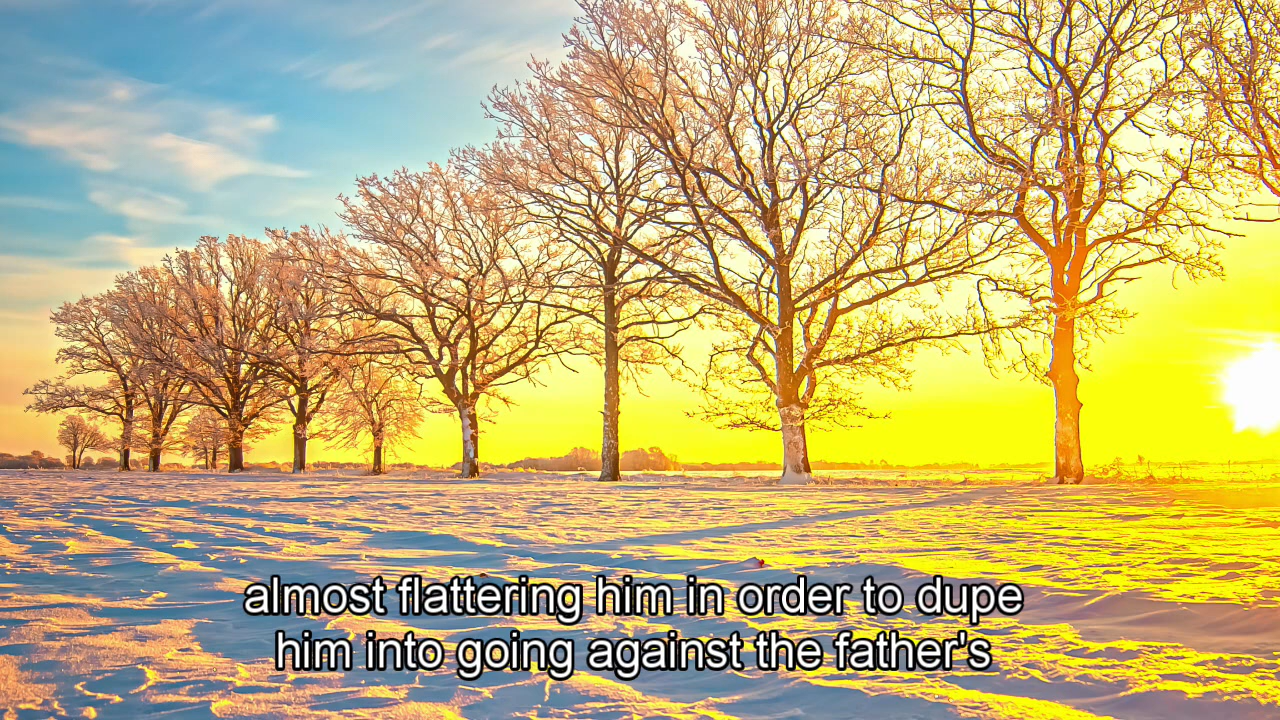 almost flattering him in order to dupe
him into going against the father's